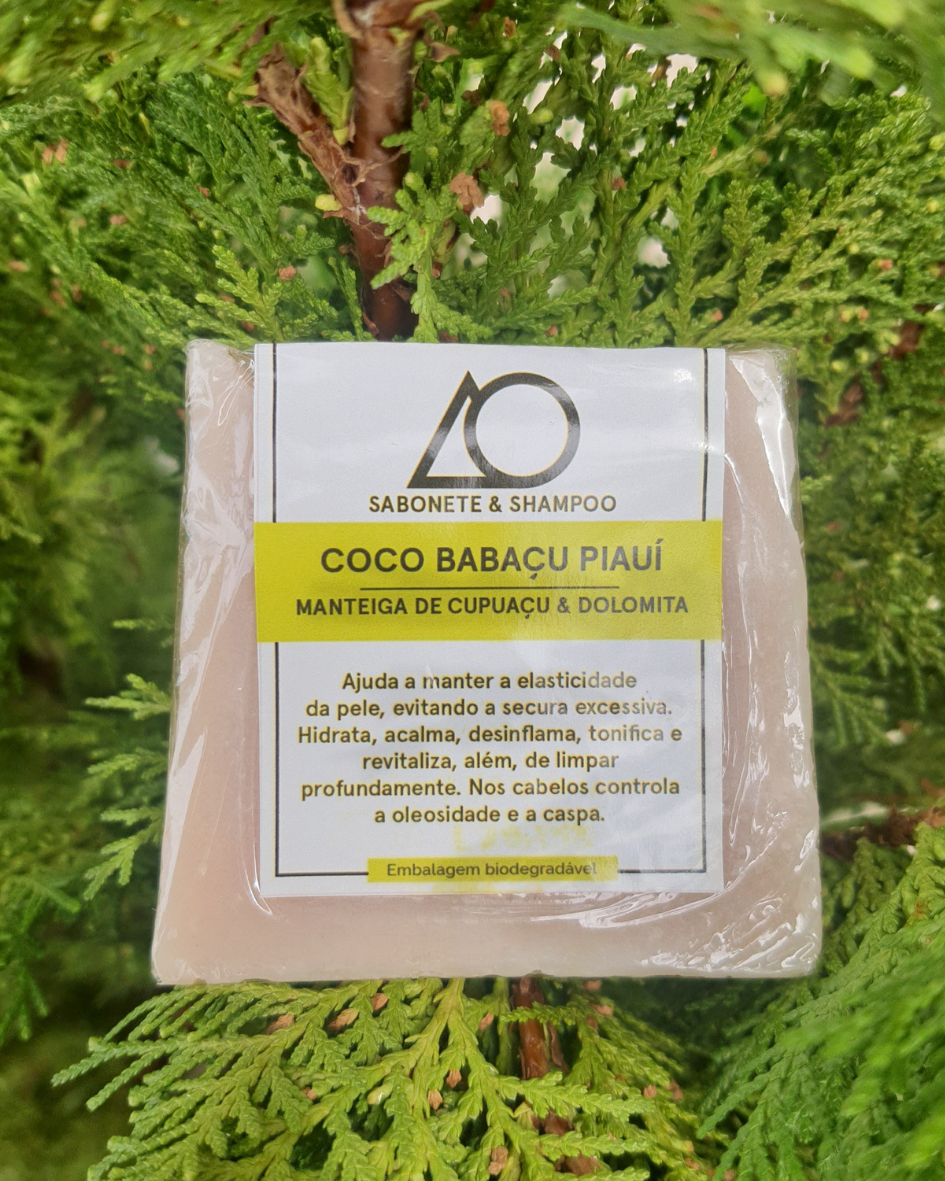 SABONETE & SHAMPOO
COCO BABAÇU PIAUÍ
MANTEIGA DE CUPUAÇU & DOLOMITA
Ajuda a manter a elasticidade
da pele, evitando a secura excessiva.
Hidrata, acalma, desinflama, tonifica e
revitaliza, além, de limpar
profundamente. Nos cabelos controla
a oleosidade e a caspa.
Embalagem biodegradável